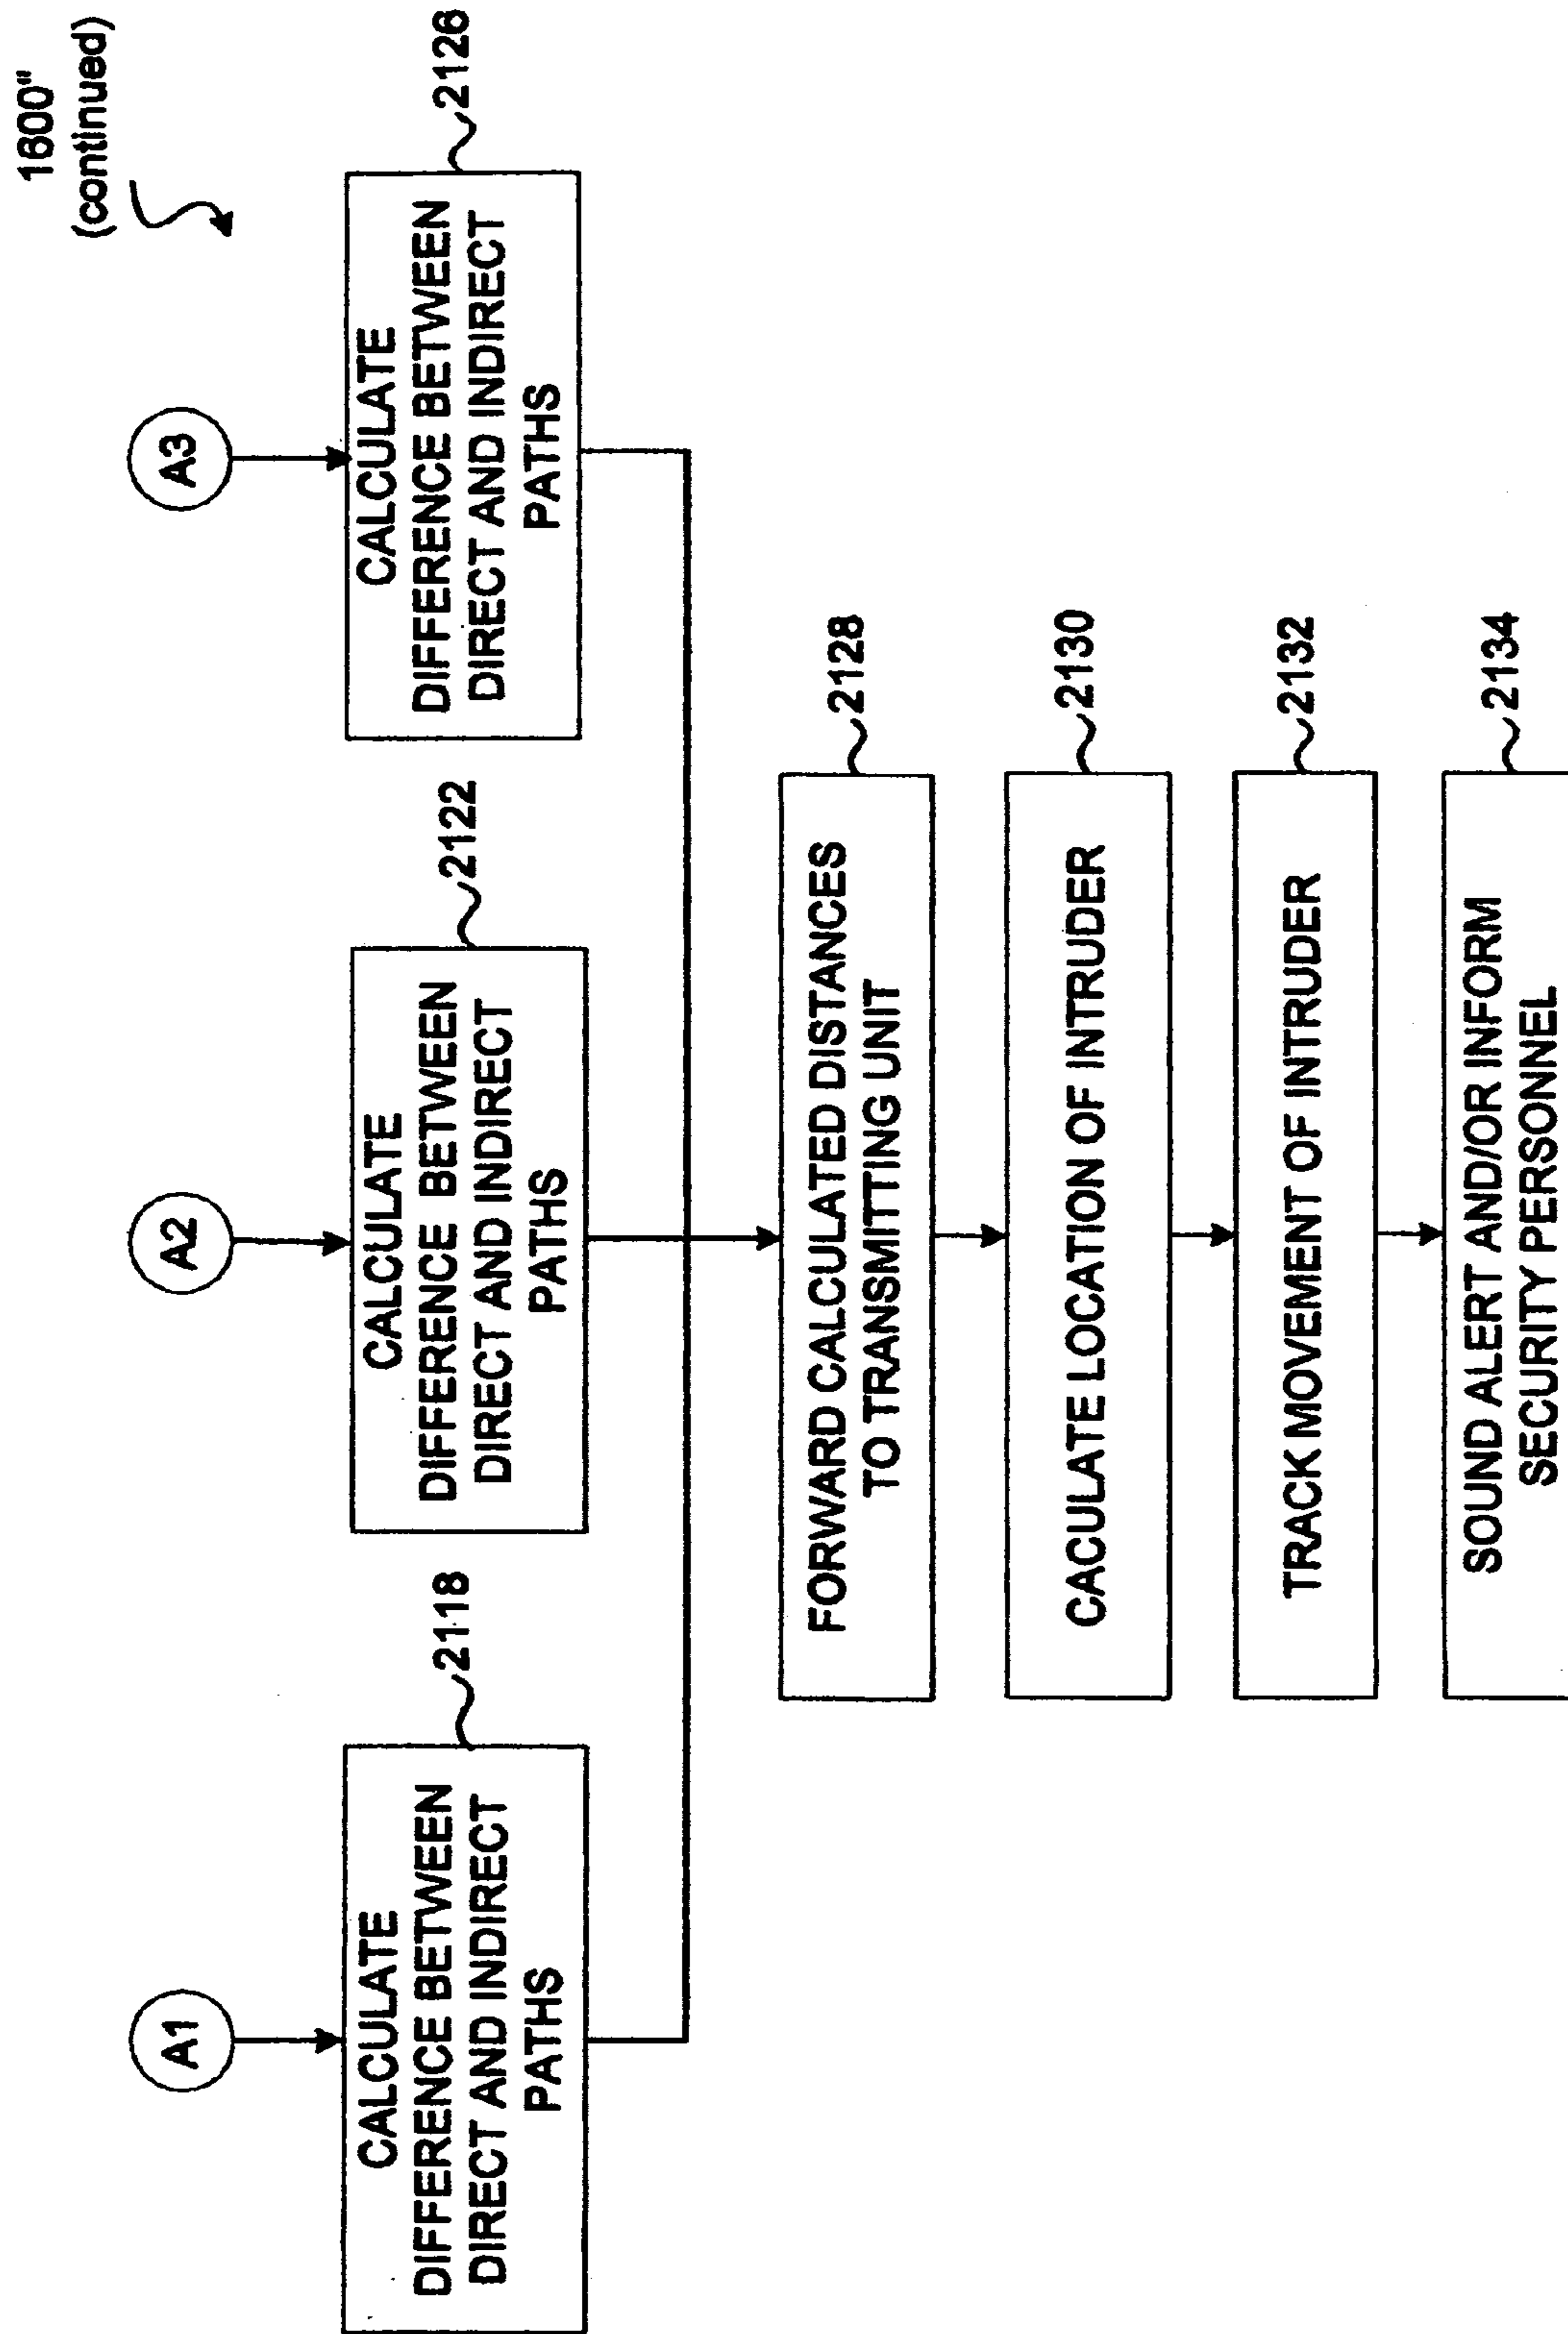 1600"
(continued)
A1
A2
A3
CALCULATE
DIFFERENCE BETWEEN
DIRECT AND INDIRECT
PATHS
2118
CALCULATE
DIFFERENCE BETWEEN
DIRECT AND INDIRECT
PATHS
2122
CALCULATE
DIFFERENCE BETWEEN
DIRECT AND INDIRECT
PATHS
2126
FORWARD CALCULATED DISTANCES
TO TRANSMITTING UNIT
2128
CACULATE LOCATION OF INTRUDER
2130
TRACK MOVEMENT OF INTRUDER
2132
SOUND ALERT AND/OR INFORM
SECURITY PERSONNEL
2134